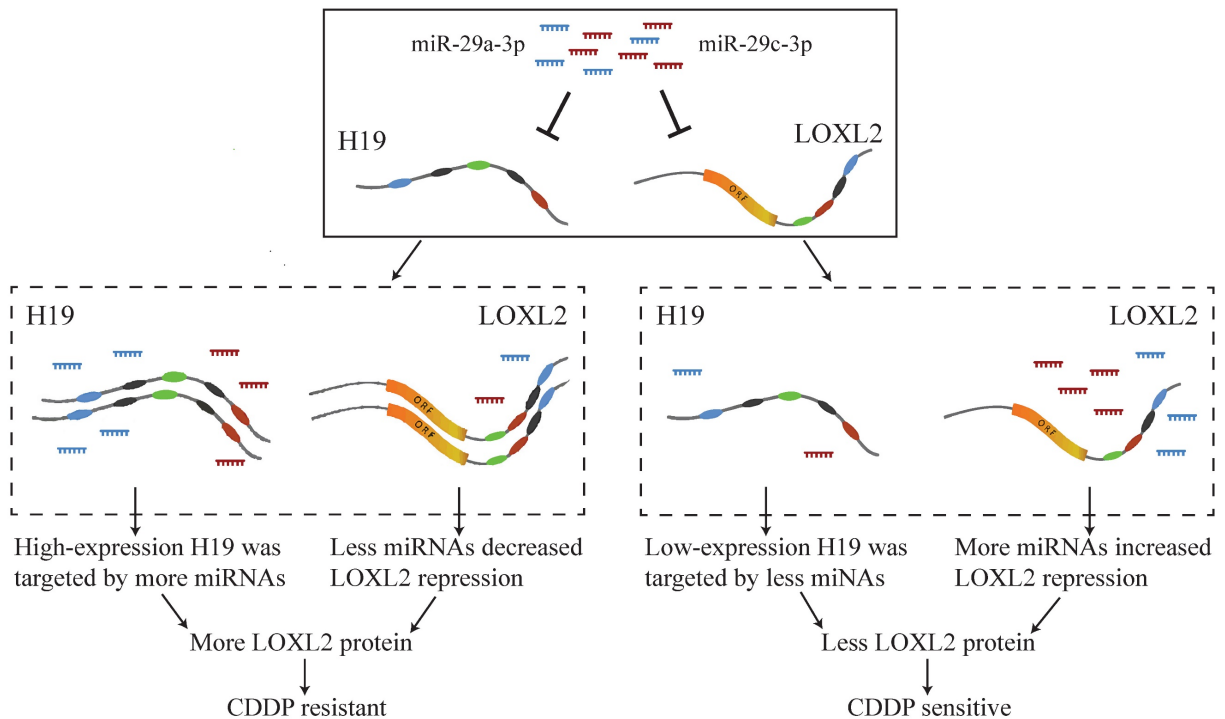 miR-29a-3p
miR-29c-3p
H19
LOXL2
ORF
H19
LOXL2
ORF
ORF
H19
LOXL2
ORF
High-expression H19 was
targeted by more miRNAs
Less miRNAs decreased
LOXL2 repression
Low-expression H19 was
targeted by less miNAs
More miRNAs increased
LOXL2 repression
More LOXL2 protein
Less LOXL2 protein
CDDP resistant
CDDP sensitive